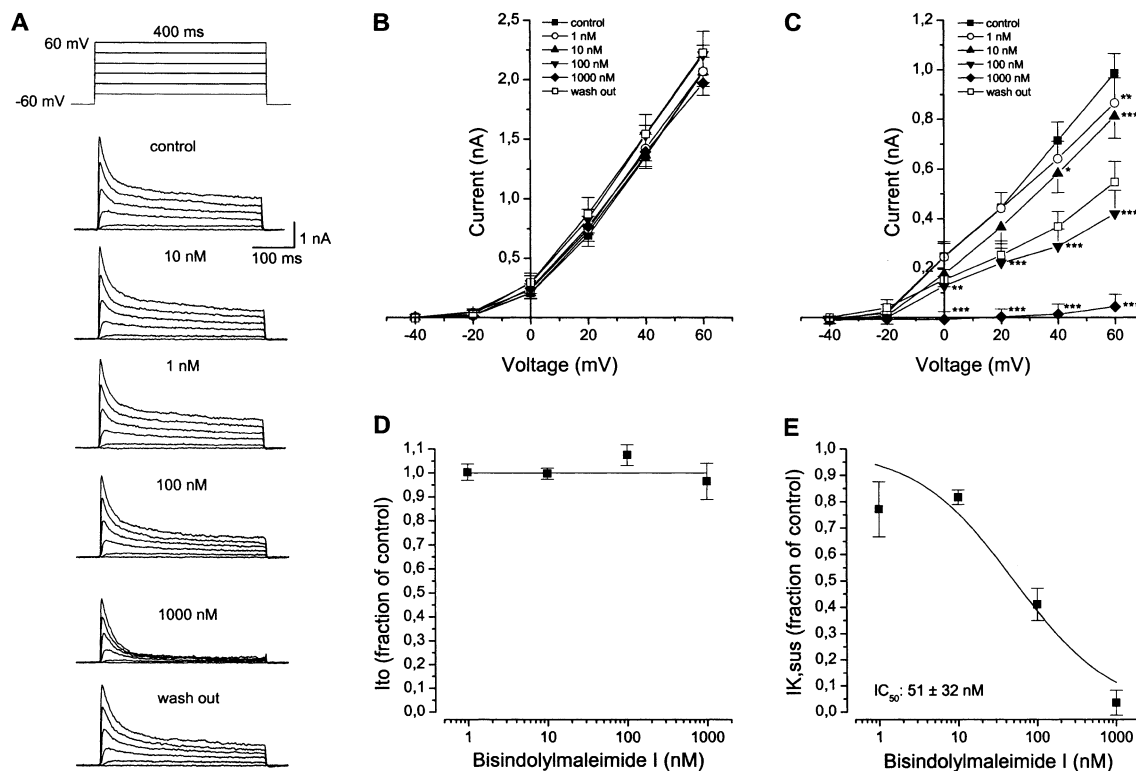 A
400 ms
60 mV
-60 mV
control
1 nA
100 ms
10 nM
1 nM
100 nM
1000 nM
wash out
B
2,5
2,0
1,5
1,0
0,5
Current (nA)
control
1 nM
10 nM
100 nM
1000 nM
wash out
-40 -20 0 20 40 60
Voltage (mV)
C
1,2
1,0
0,8
0,6
0,4
0,2
Current (nA)
control
1 nM
10 nM
100 nM
1000 nM
wash out
**
***
*
***
***
***
**
***
***
***
***
-40 -20 0 20 40 60
Voltage (mV)
D
1,1
1,0
0,9
0,8
0,7
0,6
0,5
0,4
0,3
0,2
0,1
0,0
Ito (fraction of control)
1 10 100 1000
Bisindolylmaleimide I (nM)
E
1,0
0,9
0,8
0,7
0,6
0,5
0,4
0,3
0,2
0,1
0,0
IK,sus (fraction of control)
IC50: 51 ± 32 nM
1 10 100 1000
Bisindolylmaleimide I (nM)